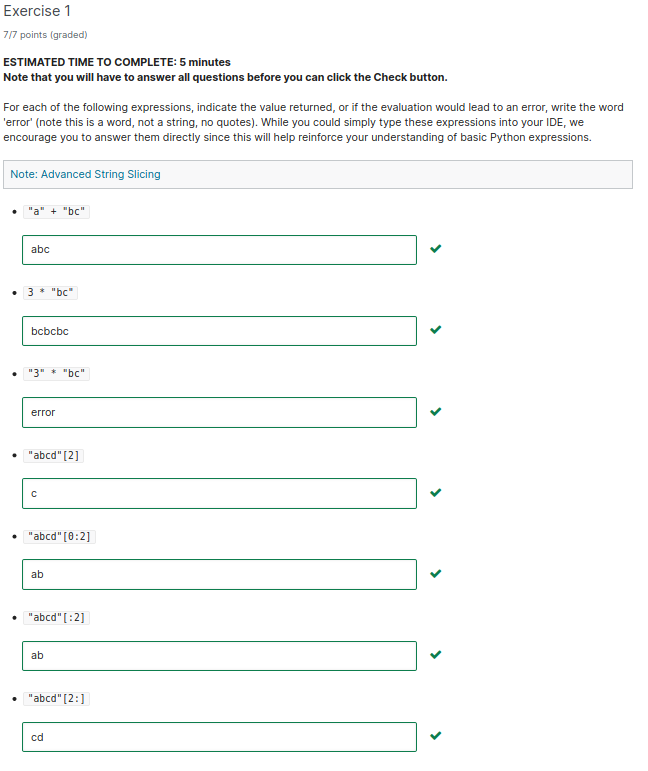 Exercise 1
7/7 points (graded)
ESTIMATED TIME TO COMPLETE: 5 minutes
Note that you will have to answer all questions before you can click the Check button.
For each of the following expressions, indicate the value returned, or if the evaluation would lead to an error, write the word
'error' (note this is a word, not a string, no quotes). While you could simply type these expressions into your IDE, we
encourage you to answer them directly since this will help reinforce your understanding of basic Python expressions.
Note: Advanced String Slicing
• "a" + "bc"
abc
• 3 * "bc"
bcbcbc
• "3" * "bc"
error
• "abcd"[2]
c
• "abcd"[0:2]
ab
• "abcd"[:2]
ab
• "abcd"[2:]
cd